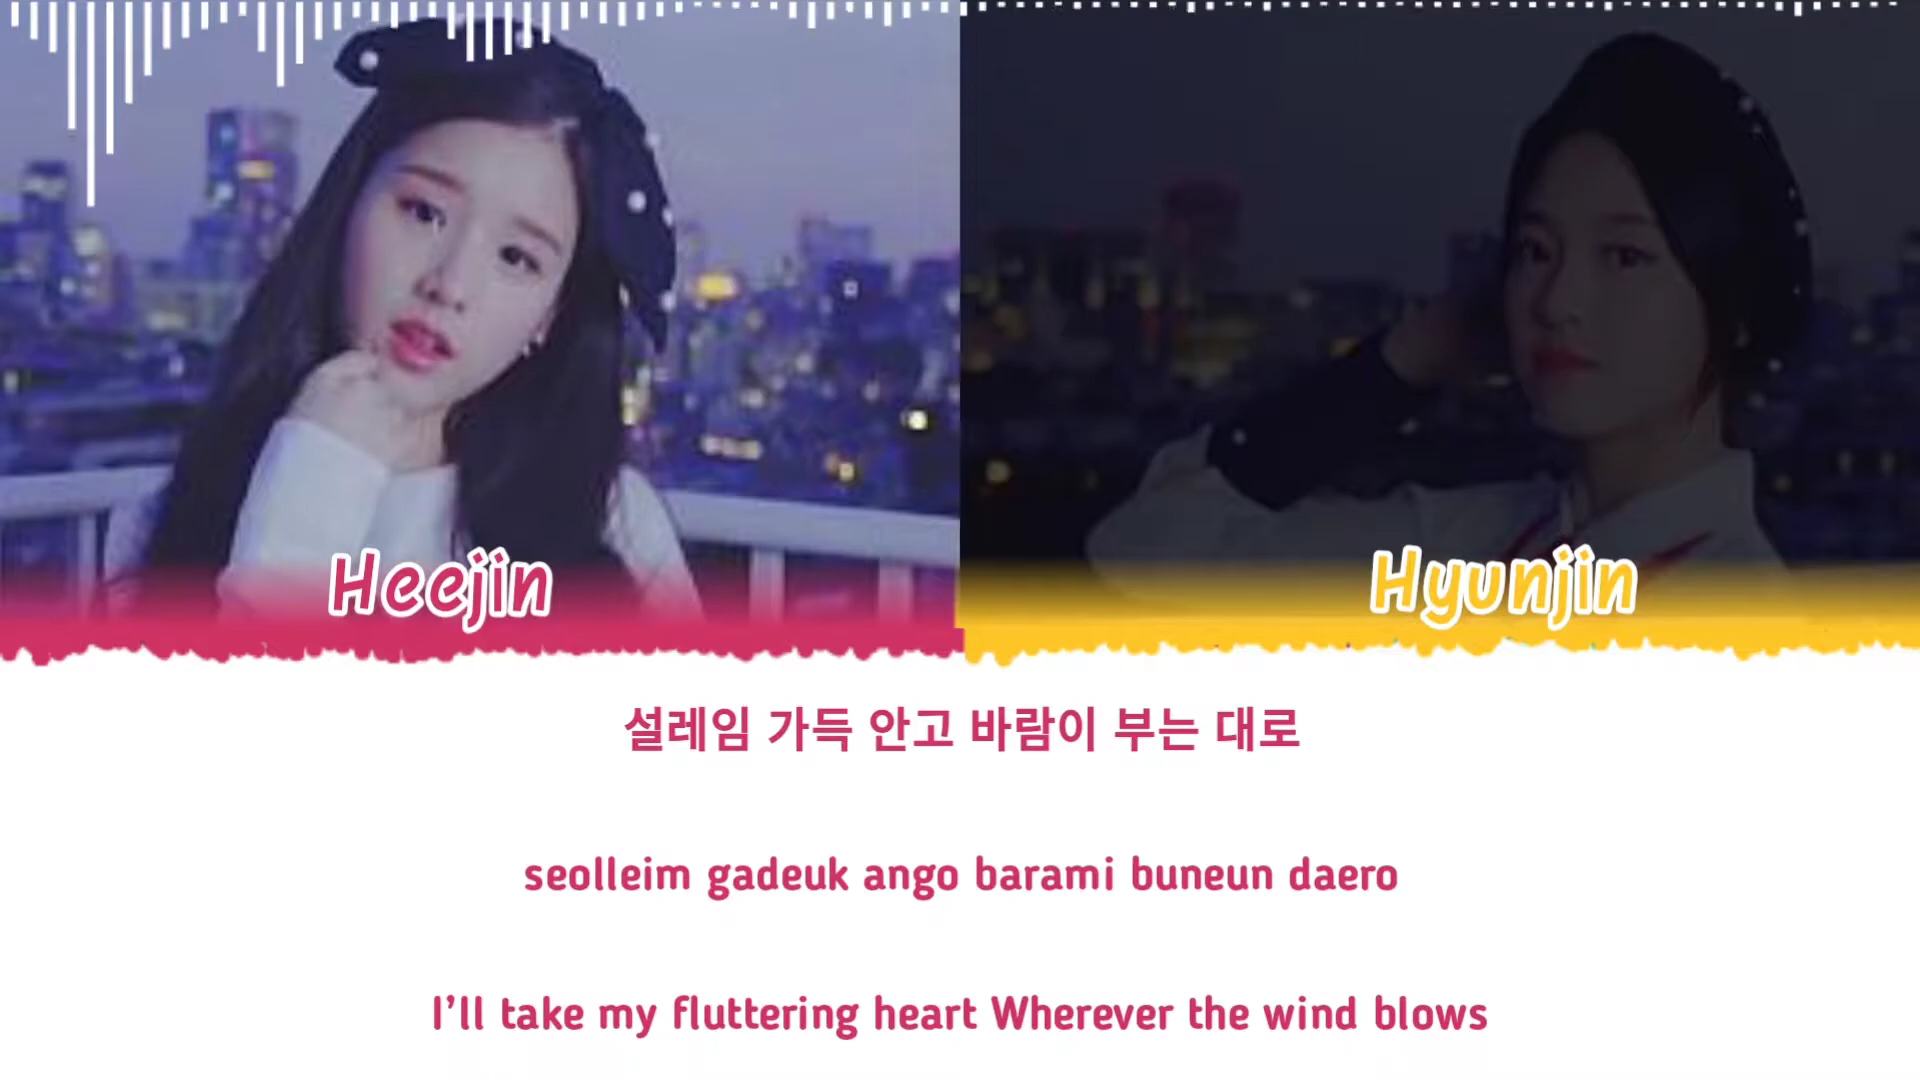 Heejin
Hyunjin
설레임 가득 안고 바람이 부는 대로
seolleim gadeuk ango barami buneun daero
I'll take my fluttering heart Wherever the wind blows